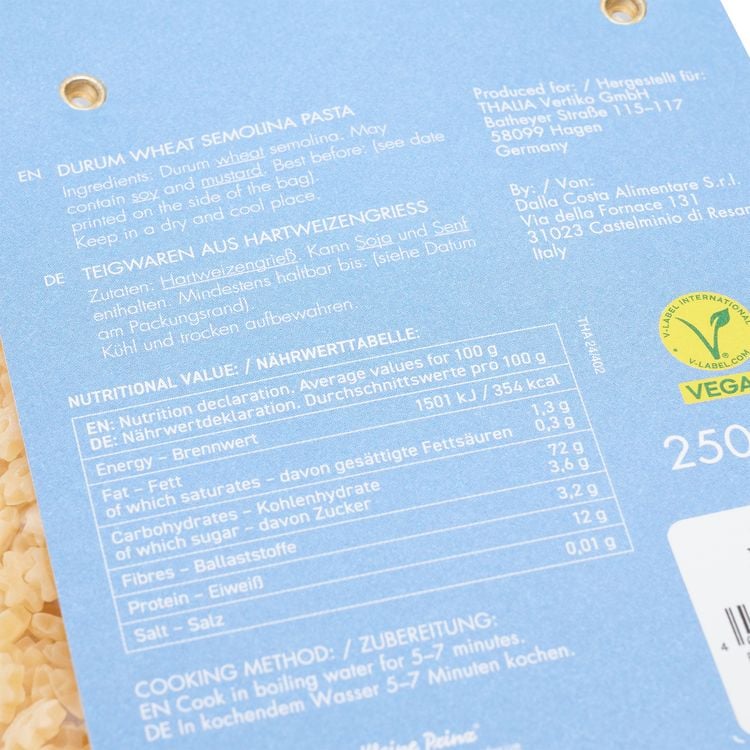 EN DURUM WHEAT SEMOLINA PASTA
Ingredients: Durum wheat semolina. May
contain soy and mustard. Best before: (see date
printed on the side of the bag).
Keep in a dry and cool place.
DE TEIGWAREN AUS HARTWEIZENGRIESS
Zutaten: Hartweizengrieß. Kann Soja und Senf
enthalten. Mindestens haltbar bis: (siehe Datum
am Packungsrand)
Kühl und trocken aufbewahren.
Produced for: / Hergestellt für:
THALIA Vertiko GmbH
Batheyer Straße 115–117
58099 Hagen
Germany
By: / Von:
Dalla Costa Alimentare S.r.l.
Via della Fornace 131
31023 Castelminio di Resan
Italy
NUTRITIONAL VALUE: / NÄHRWERTTABELLE:
EN: Nutrition declaration. Average values for 100 g
DE: Nährwertdeklaration. Durchschnittswerte pro 100 g
Energy – Brennwert 1501 kJ / 354 kcal
Fat – Fett 1,3 g
of which saturates – davon gesättigte Fettsäuren 0,3 g
Carbohydrates – Kohlenhydrate 72 g
of which sugar – davon Zucker 3,6 g
Fibres – Ballaststoffe 3,2 g
Protein – Eiweiß 12 g
Salt – Salz 0,01 g
THA 24/402
V-LABEL INTERNATIONAL
V-LABEL.COM
VEGA
250
4
COOKING METHOD: / ZUBEREITUNG:
EN Cook in boiling water for 5–7 minutes.
DE In kochendem Wasser 5–7 Minuten kochen.
Kleine Prinz